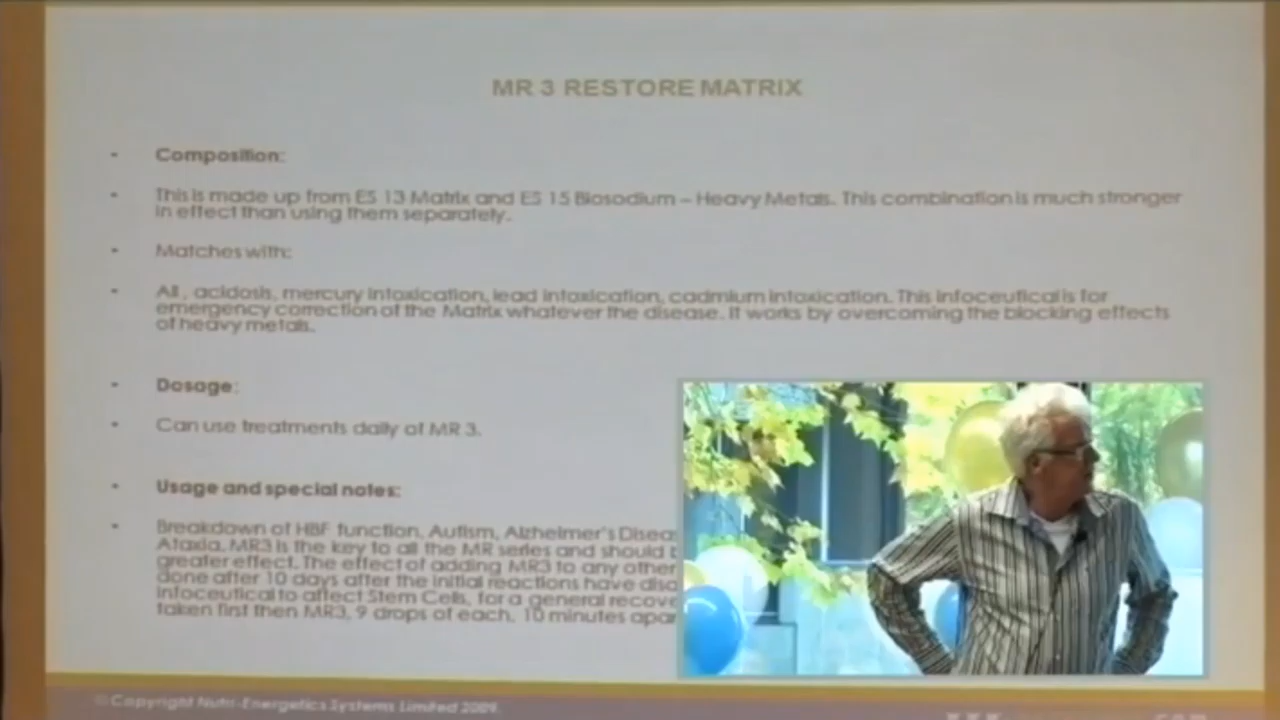 MR 3 RESTORE MATRIX
Composition:
This is made up from ES 13 Matrix and ES 15 Biosodium – Heavy Metals. This combination is much stronger
in effect than using them separately.
Matches with:
All, acidosis, mercury intoxication, lead intoxication, cadmium intoxication. This infoceutical is for
emergency correction of the Matrix whatever the disease. It works by overcoming the blocking effects
of heavy metals.
Dosage:
Can use treatments daily of MR 3.
Usage and special notes:
Breakdown of HBF function, Autism, Alzheimer's
Ataxia. MR3 is the key to all the MR series and should
greater effect. The effect of adding MR3 to any other
done after 10 days after the initial reactions have
infoceutical to affect Stem Cells, for a general
taken first then MR3, 9 drops of each, 10 minutes
© Copyright Nutri-Energetics Systems Limited 2009.